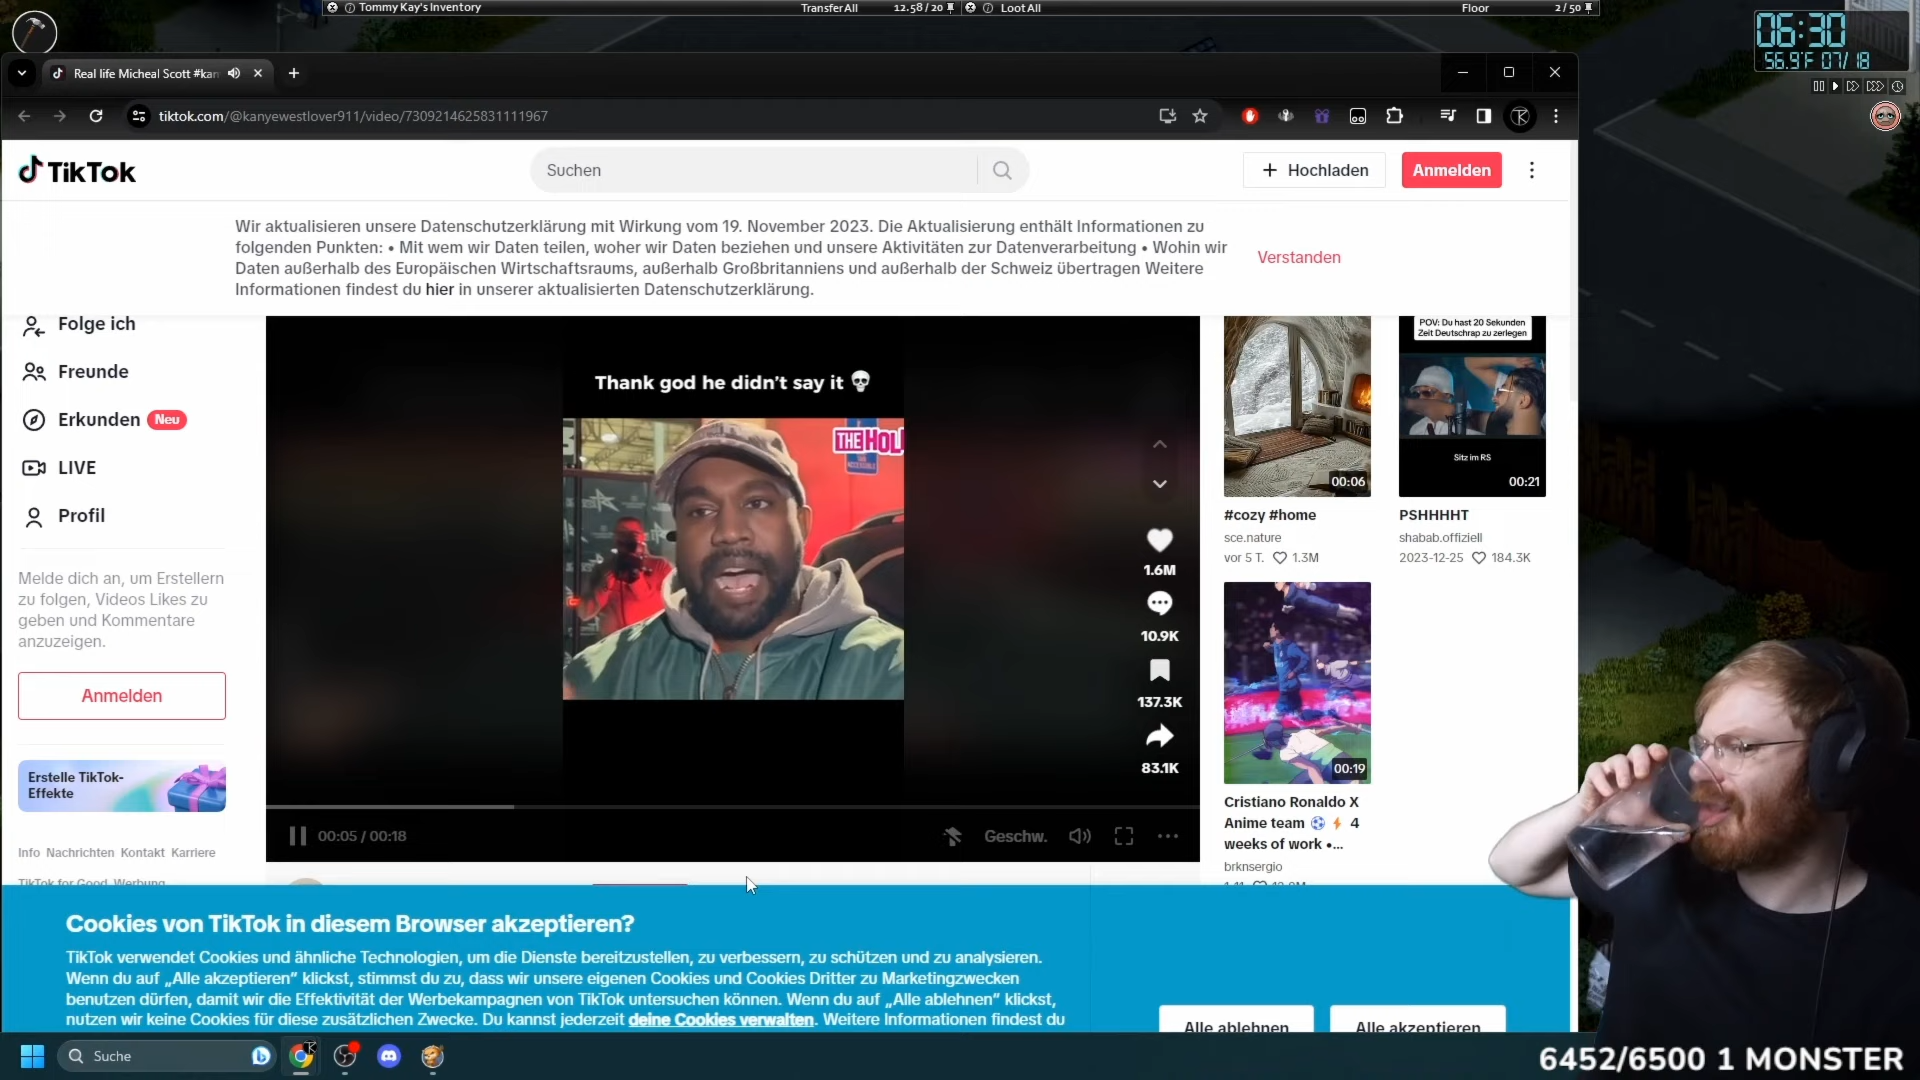 Tommy Kay's Inventory
Transfer All
12.58 / 20
Loot All
Floor
2 / 50
06:30
56.9°F 07/18
Real life Micheal Scott #kan
tiktok.com/@kanyewestlover911/video/7309214625831111967
TikTok
Suchen
Hochladen
Anmelden
Wir aktualisieren unsere Datenschutzerklärung mit Wirkung vom 19. November 2023. Die Aktualisierung enthält Informationen zu
folgenden Punkten: • Mit wem wir Daten teilen, woher wir Daten beziehen und unsere Aktivitäten zur Datenverarbeitung • Wohin wir
Daten außerhalb des Europäischen Wirtschaftsraums, außerhalb Großbritanniens und außerhalb der Schweiz übertragen Weitere
Informationen findest du hier in unserer aktualisierten Datenschutzerklärung.
Verstanden
Folge ich
Freunde
Erkunden Neu
LIVE
Profil
Melde dich an, um Erstellern
zu folgen, Videos Likes zu
geben und Kommentare
anzuzeigen.
Anmelden
Erstelle TikTok-
Effekte
Info Nachrichten Kontakt Karriere
TikTok for Good Werbung
Thank god he didn't say it 💀
THE HOL
1.6M
10.9K
137.3K
83.1K
00:05 / 00:18
Geschw.
00:06
#cozy #home
sce.nature
vor 5 T. 1.3M
POV: Du hast 20 Sekunden
Zeit Deutschrap zu zerlegen
Sitz im RS
00:21
PSHHHHT
shabab.offiziell
2023-12-25 184.3K
00:19
Cristiano Ronaldo X
Anime team ⚽⚡ 4
weeks of work •...
brknsergio
Cookies von TikTok in diesem Browser akzeptieren?
TikTok verwendet Cookies und ähnliche Technologien, um die Dienste bereitzustellen, zu verbessern, zu schützen und zu analysieren.
Wenn du auf „Alle akzeptieren" klickst, stimmst du zu, dass wir unsere eigenen Cookies und Cookies Dritter zu Marketingzwecken
benutzen dürfen, damit wir die Effektivität der Werbekampagnen von TikTok untersuchen können. Wenn du auf „Alle ablehnen" klickst,
nutzen wir keine Cookies für diese zusätzlichen Zwecke. Du kannst jederzeit deine Cookies verwalten. Weitere Informationen findest du
Alle ablehnen
Alle akzeptieren
Suche
6452/6500 1 MONSTER